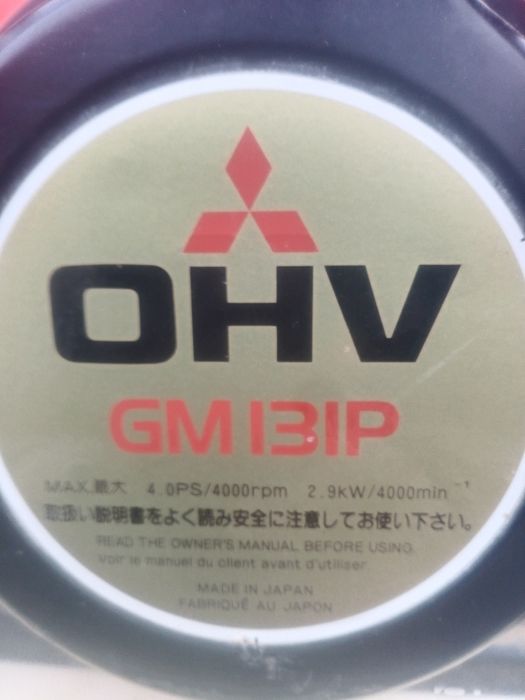 OHV
GM131P
MAX.最大 4.0PS/4000rpm 2.9kW/4000min⁻¹
取扱い説明書をよく読み安全に注意してお使い下さい。
READ THE OWNER'S MANUAL BEFORE USING.
Voir le manuel du client avant d'utiliser.
MADE IN JAPAN
FABRIQUÉ AU JAPON